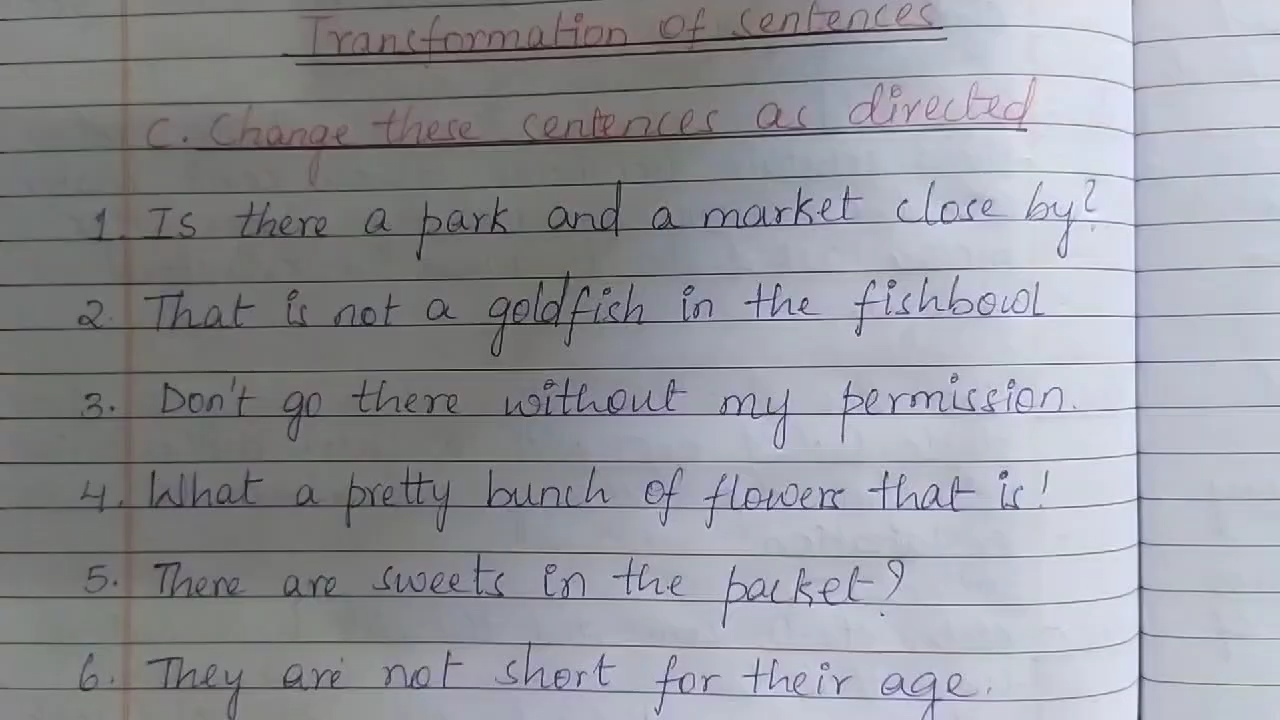 Transformation of sentences
C. Change these sentences as directed
1. Is there a park and a market close by?
2. That is not a goldfish in the fishbowl
3. Don't go there without my permission.
4. What a pretty bunch of flowers that is!
5. There are sweets in the packet?
6. They are not short for their age.